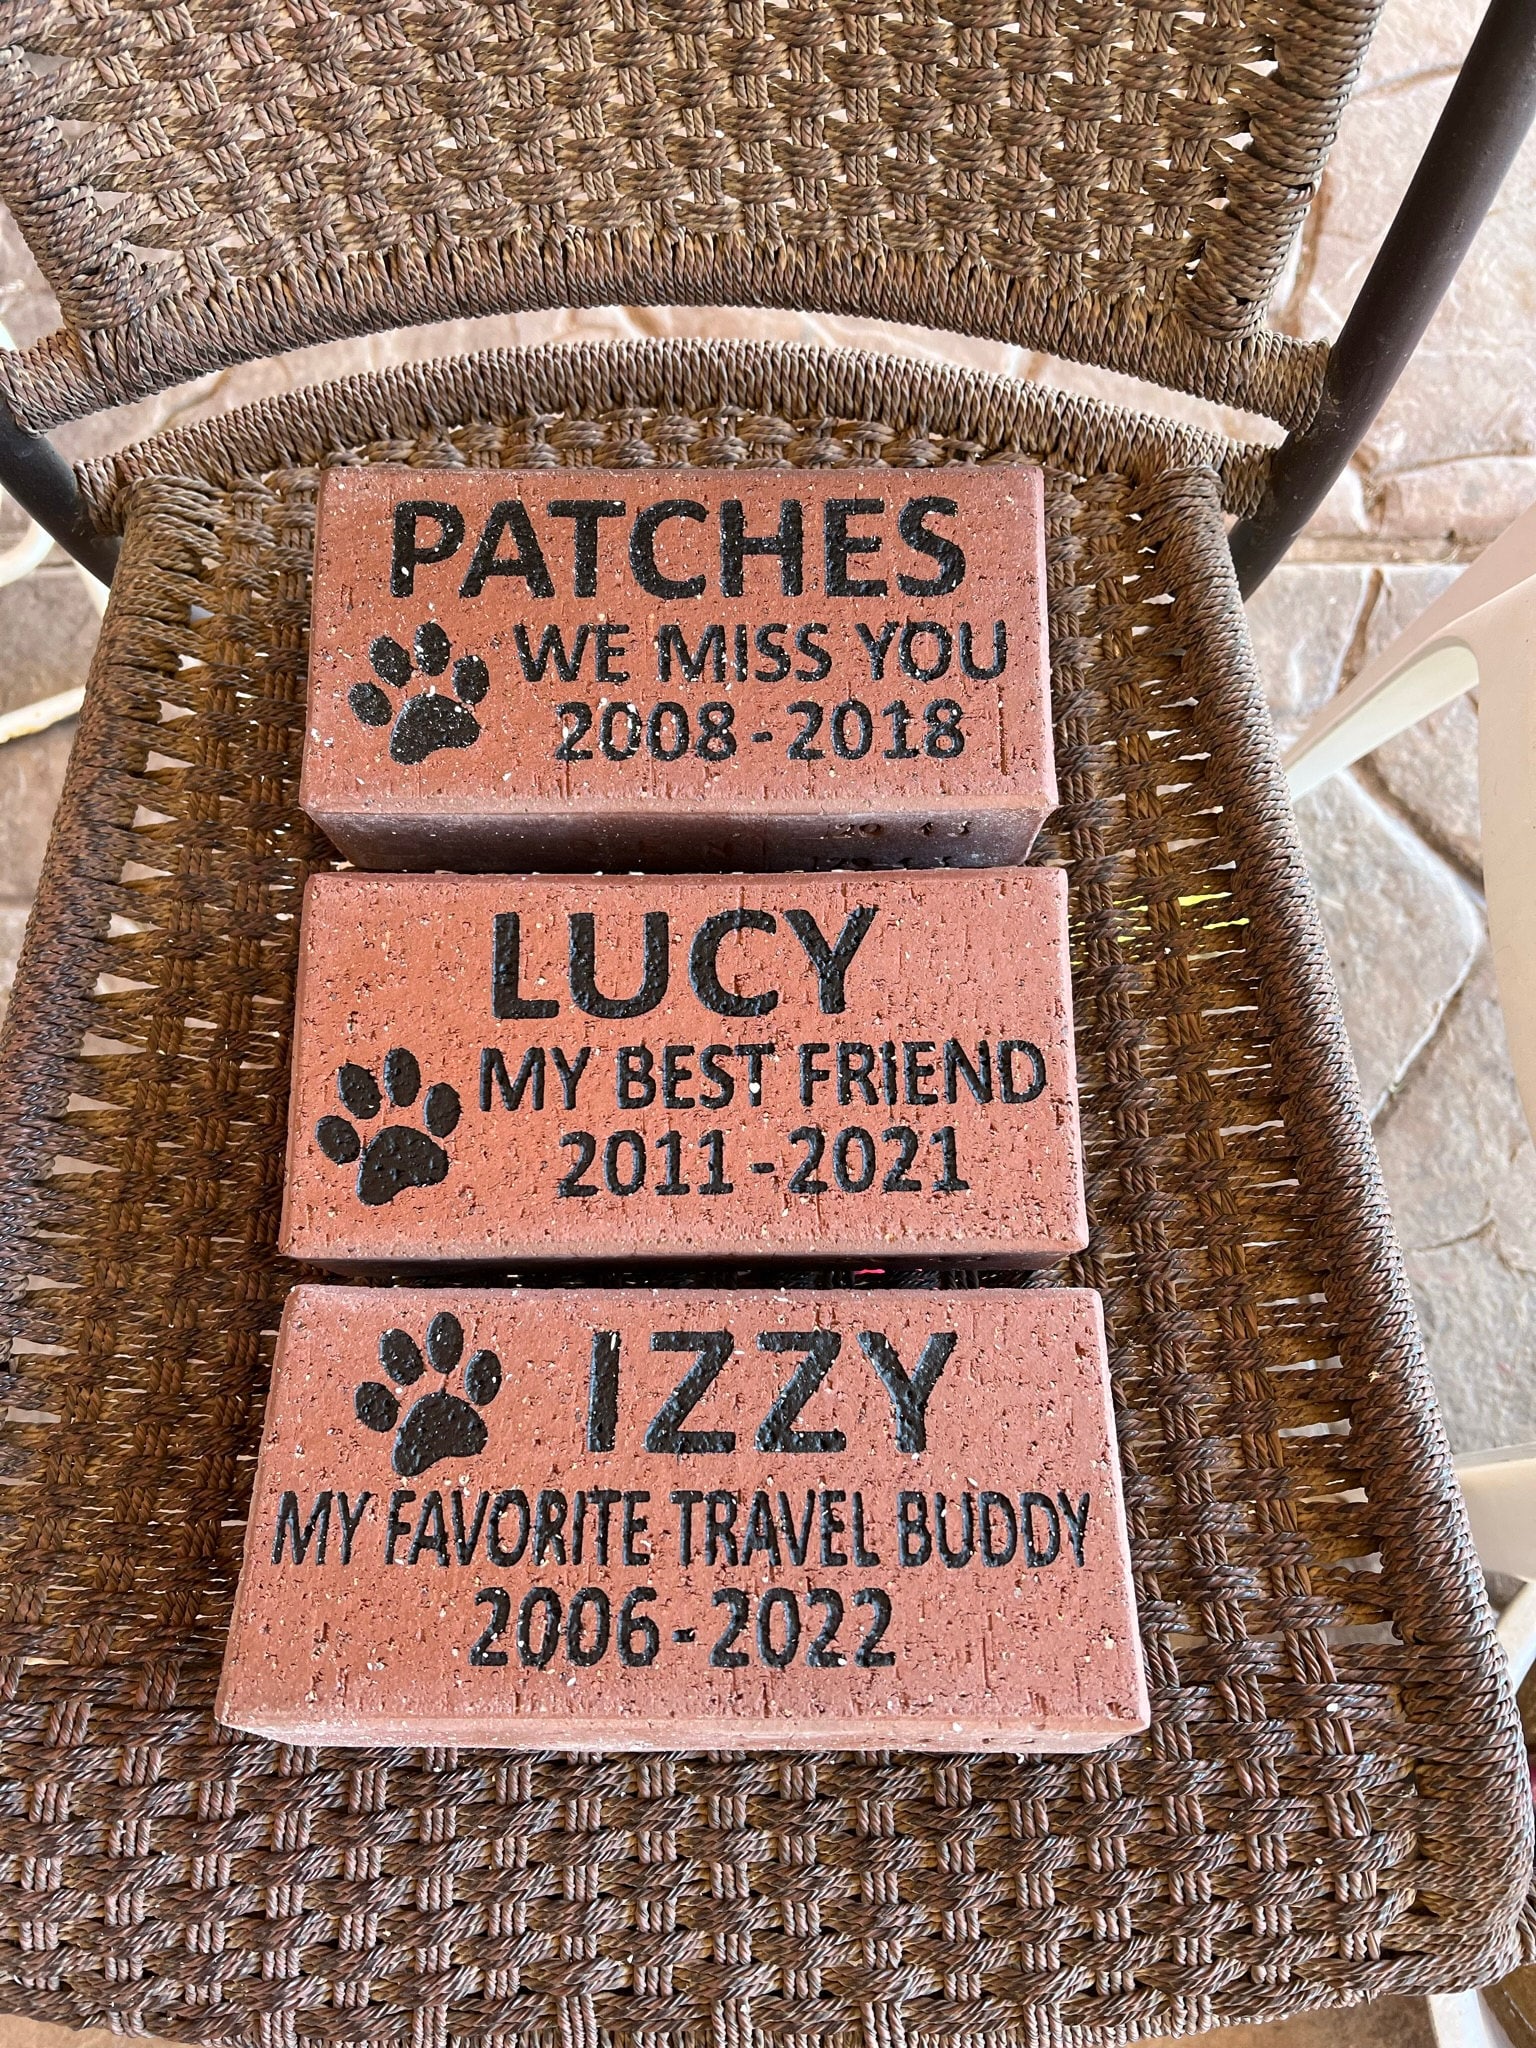 PATCHES
WE MISS YOU
2008-2018
LUCY
MY BEST FRIEND
2011-2021
IZZY
MY FAVORITE TRAVEL BUDDY
2006-2022